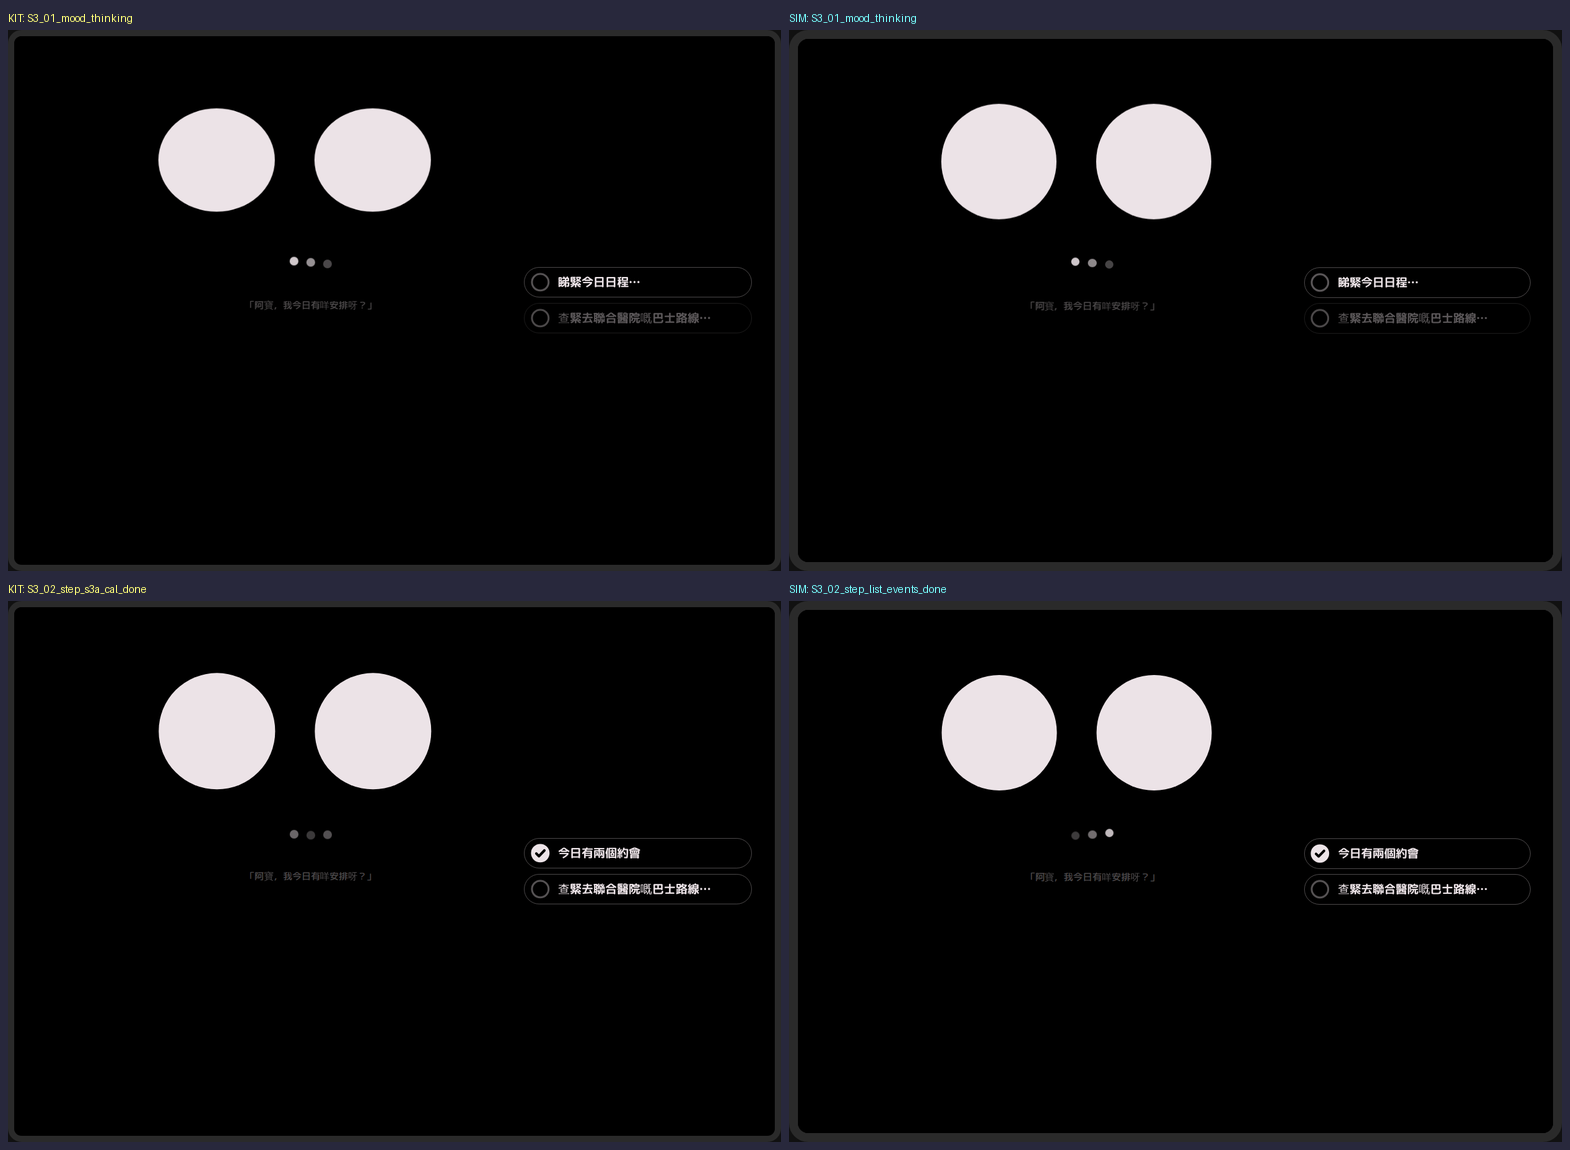 KIT: S3_01_mood_thinking
SIM: S3_01_mood_thinking
睇緊今日日程…
「阿寶，我今日有咩安排呀？」
查緊去聯合醫院嘅巴士路線…
睇緊今日日程…
「阿寶，我今日有咩安排呀？」
查緊去聯合醫院嘅巴士路線…
KIT: S3_02_step_s3a_cal_done
SIM: S3_02_step_list_events_done
今日有兩個約會
「阿寶，我今日有咩安排呀？」
查緊去聯合醫院嘅巴士路線…
今日有兩個約會
「阿寶，我今日有咩安排呀？」
查緊去聯合醫院嘅巴士路線…